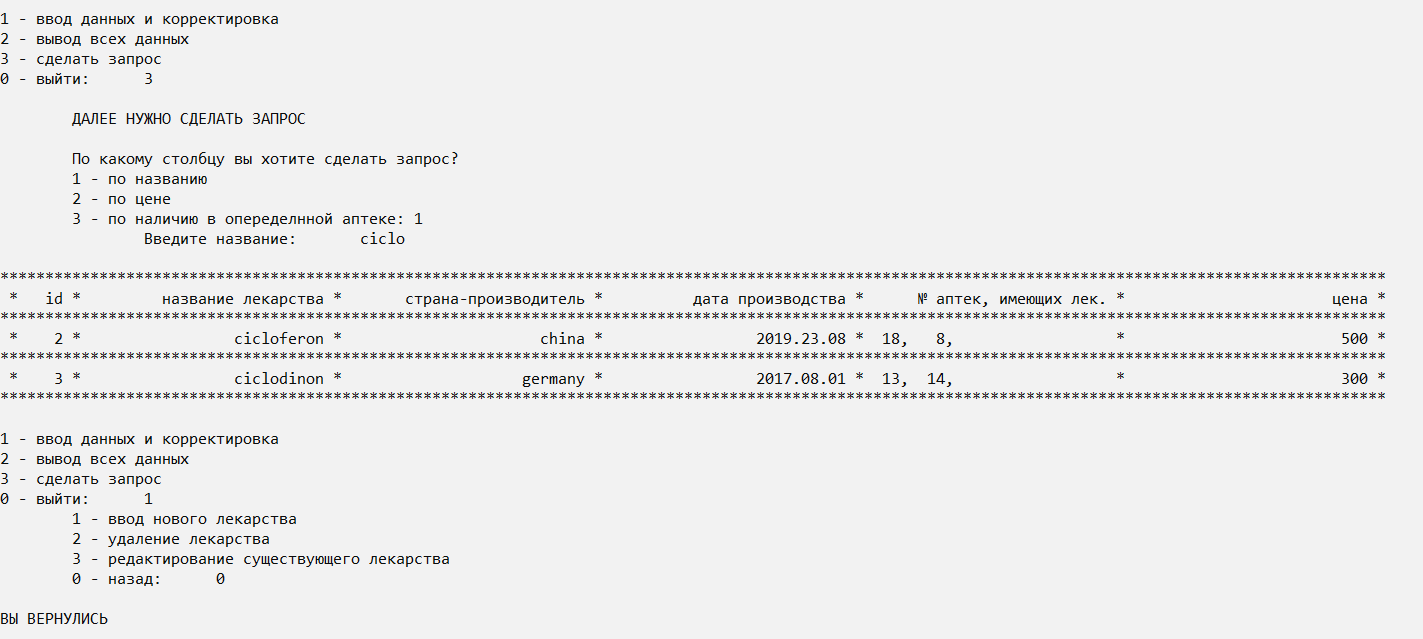 1 - ввод данных и корректировка
2 - вывод всех данных
3 - сделать запрос
0 - выйти: 3
ДАЛЕЕ НУЖНО СДЕЛАТЬ ЗАПРОС
По какому столбцу вы хотите сделать запрос?
1 - по названию
2 - по цене
3 - по наличию в опеределнной аптеке: 1
Введите название: ciclo
**********************************************************************************************************************************************************
* id * название лекарства * страна-производитель * дата производства * № аптек, имеющих лек. * цена *
**********************************************************************************************************************************************************
* 2 * cicloferon * china * 2019.23.08 * 18, 8, * 500 *
**********************************************************************************************************************************************************
* 3 * ciclodinon * germany * 2017.08.01 * 13, 14, * 300 *
**********************************************************************************************************************************************************
1 - ввод данных и корректировка
2 - вывод всех данных
3 - сделать запрос
0 - выйти: 1
1 - ввод нового лекарства
2 - удаление лекарства
3 - редактирование существующего лекарства
0 - назад: 0
ВЫ ВЕРНУЛИСЬ